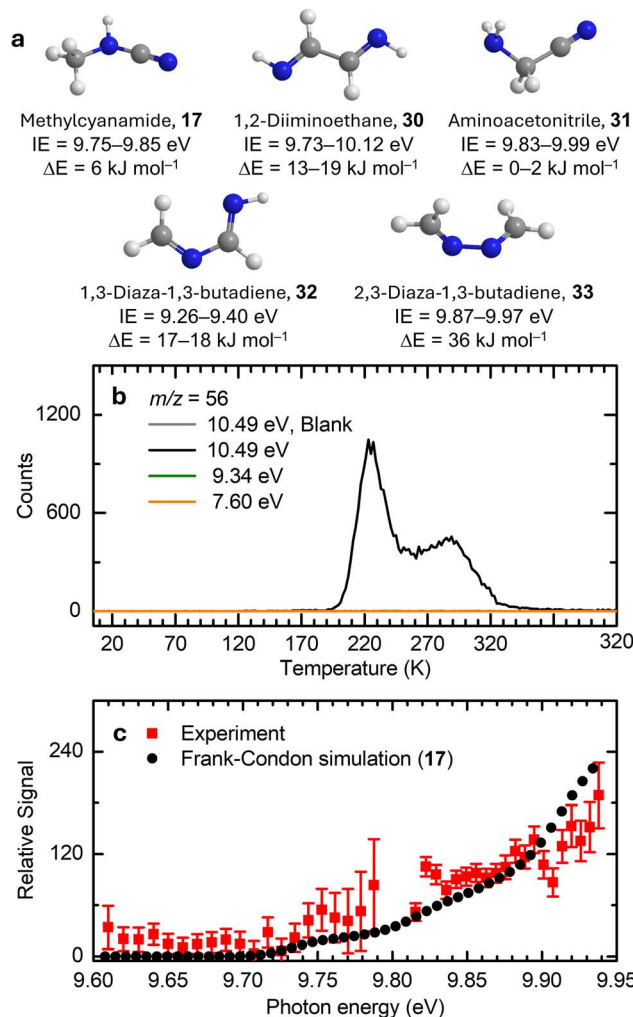 a
Methylcyanamide, 17
IE = 9.75–9.85 eV
ΔE = 6 kJ mol⁻¹
1,2-Diiminoethane, 30
IE = 9.73–10.12 eV
ΔE = 13–19 kJ mol⁻¹
Aminoacetonitrile, 31
IE = 9.83–9.99 eV
ΔE = 0–2 kJ mol⁻¹
1,3-Diaza-1,3-butadiene, 32
IE = 9.26–9.40 eV
ΔE = 17–18 kJ mol⁻¹
2,3-Diaza-1,3-butadiene, 33
IE = 9.87–9.97 eV
ΔE = 36 kJ mol⁻¹
b
m/z = 56
10.49 eV, Blank
10.49 eV
9.34 eV
7.60 eV
Counts
1200
600
0
20 70 120 170 220 270 320 320
Temperature (K)
c
Experiment
Frank-Condon simulation (17)
Relative Signal
240
120
0
9.60 9.65 9.70 9.75 9.80 9.85 9.90 9.95
Photon energy (eV)